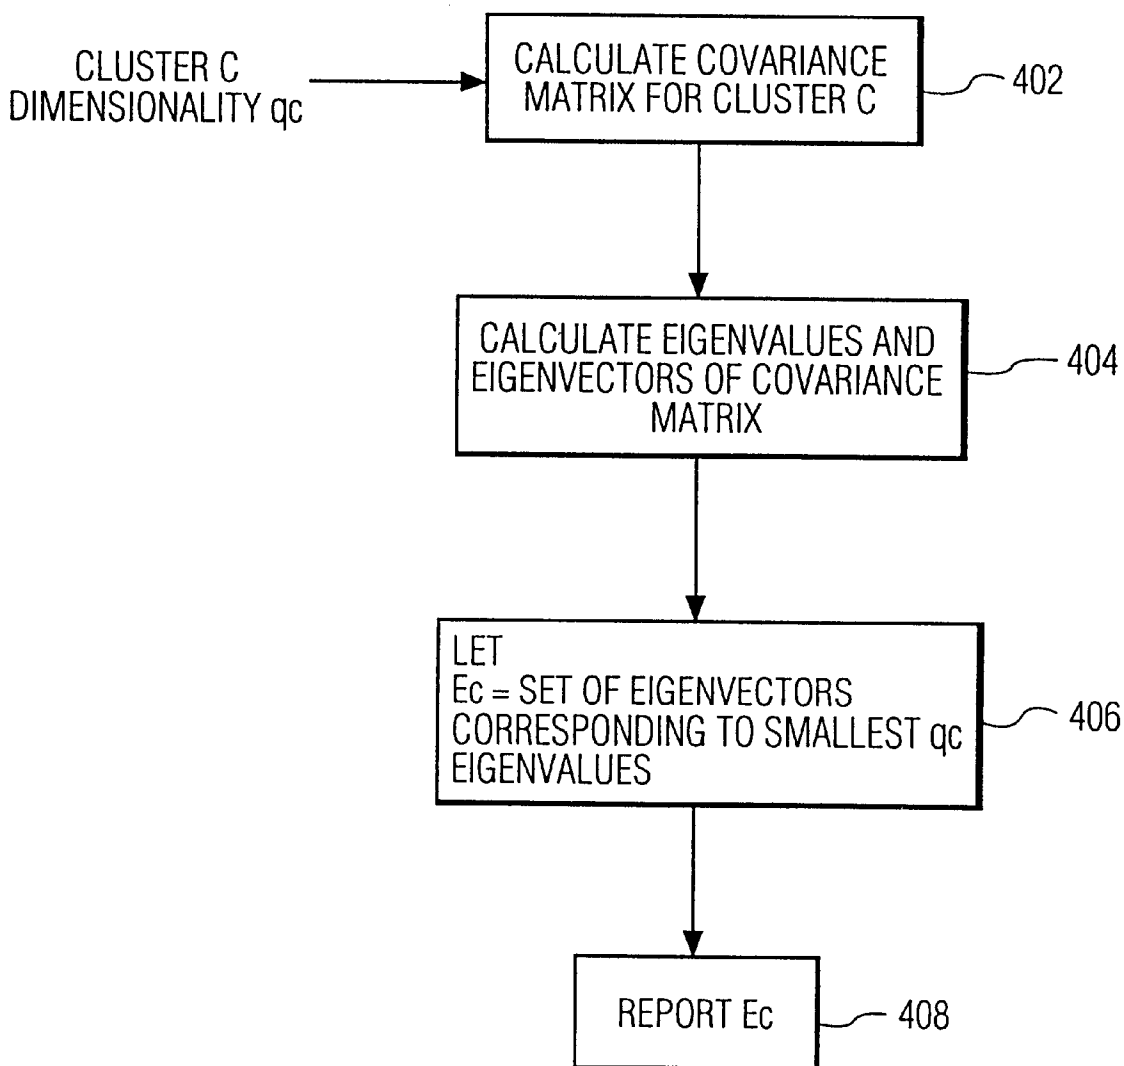 CLUSTER C
DIMENSIONALITY qc
CALCULATE COVARIANCE
MATRIX FOR CLUSTER C
402
CALCULATE EIGENVALUES AND
EIGENVECTORS OF COVARIANCE
MATRIX
404
LET
Ec = SET OF EIGENVECTORS
CORRESPONDING TO SMALLEST qc
EIGENVALUES
406
REPORT Ec
408